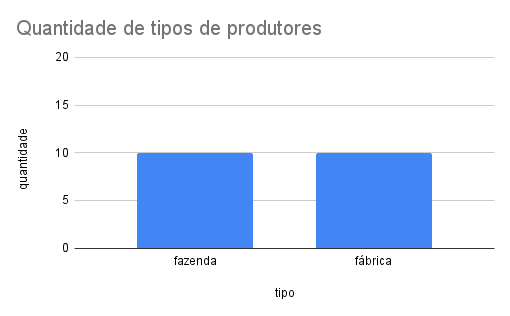 Quantidade de tipos de produtores
20
15
10
5
0
quantidade
fazenda
fábrica
tipo